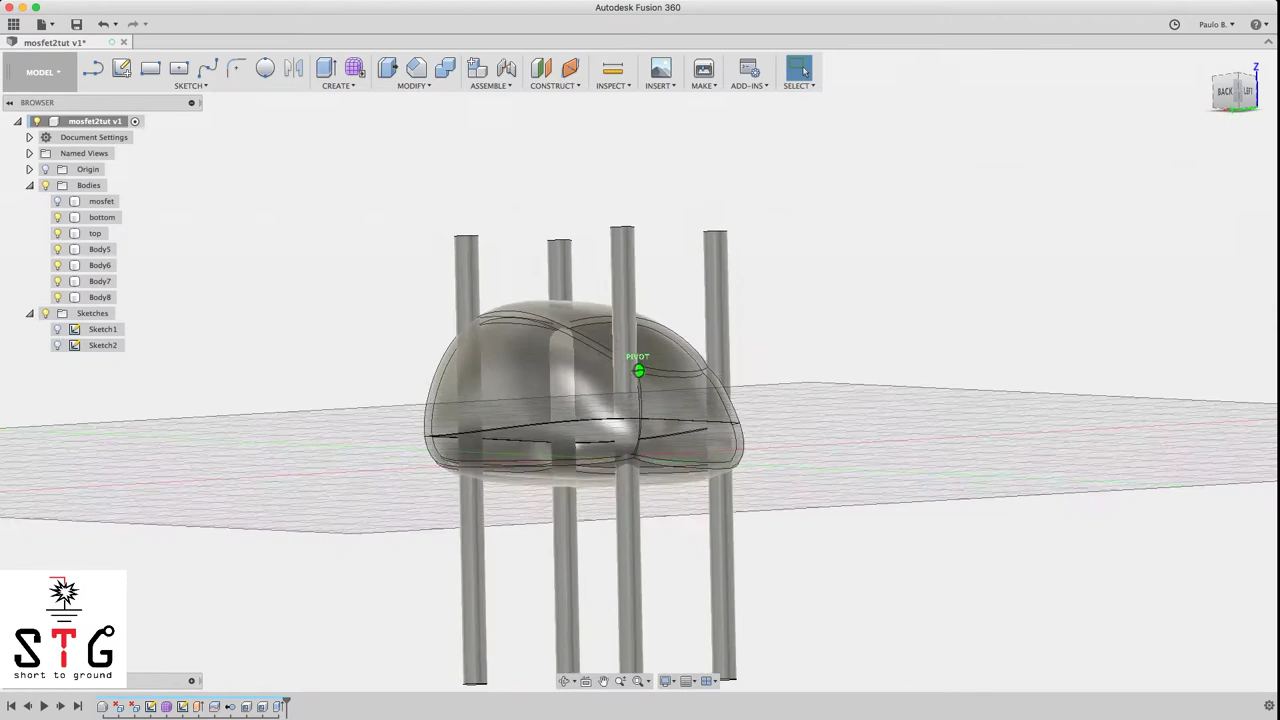 Autodesk Fusion 360
Paulo B.
mosfet2tut v1*
MODEL
SKETCH
CREATE
MODIFY
ASSEMBLE
CONSTRUCT
INSPECT
INSERT
MAKE
ADD-INS
SELECT
Z
BACK
LEFT
BROWSER
mosfet2tut v1
Document Settings
Named Views
Origin
Bodies
mosfet
bottom
top
Body5
Body6
Body7
Body8
Sketches
Sketch1
Sketch2
PIVOT
STG
short to ground